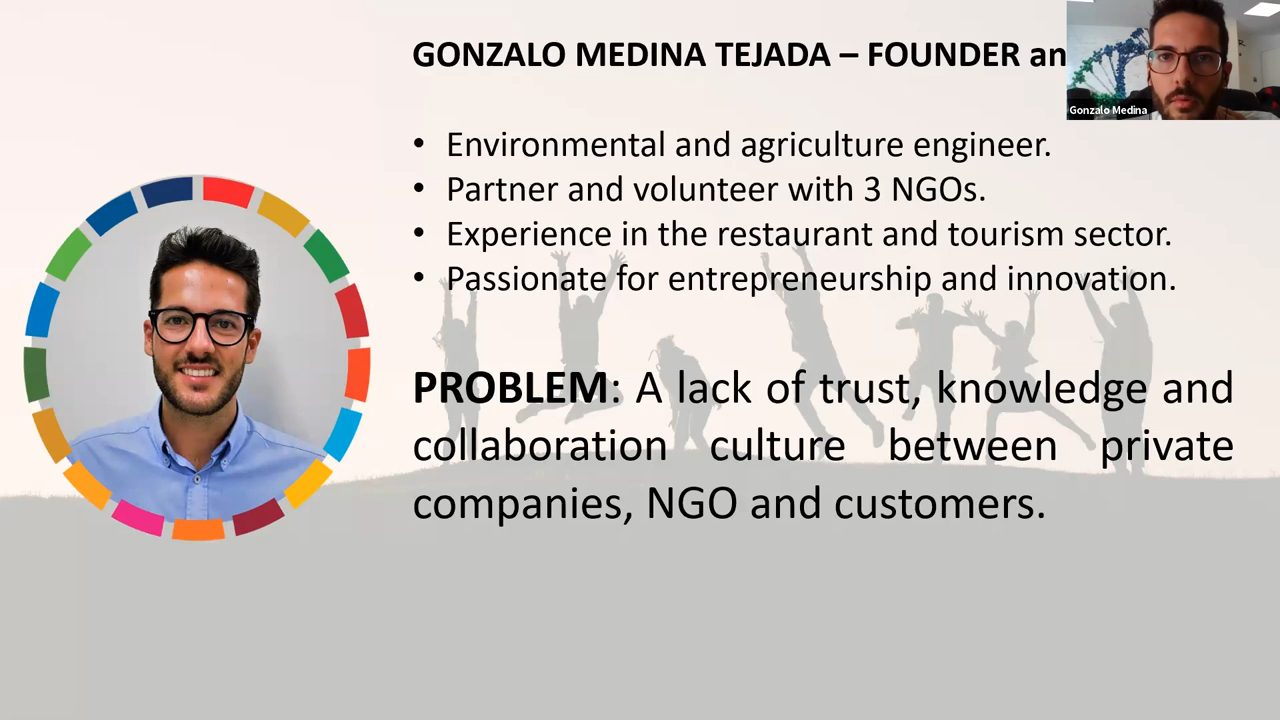 GONZALO MEDINA TEJADA – FOUNDER an
Gonzalo Medina
• Environmental and agriculture engineer.
• Partner and volunteer with 3 NGOs.
• Experience in the restaurant and tourism sector.
• Passionate for entrepreneurship and innovation.
PROBLEM: A lack of trust, knowledge and
collaboration culture between private
companies, NGO and customers.